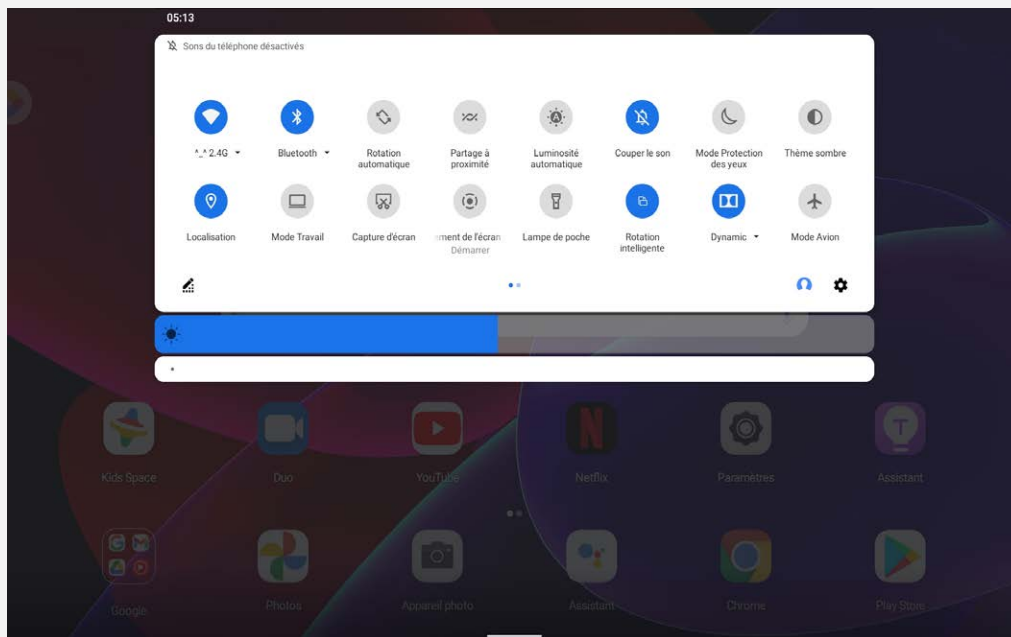 05:13
Sons du téléphone désactivés
^_^ 2.4G
Bluetooth
Rotation
automatique
Partage à
proximité
Luminosité
automatique
Couper le son
Mode Protection
des yeux
Thème sombre
Localisation
Mode Travail
Capture d'écran
ment de l'écran
Démarrer
Lampe de poche
Rotation
intelligente
Dynamic
Mode Avion
Kids Space
Duo
YouTube
Netflix
Paramètres
Assistant
Google
Photos
Appareil photo
Assistant
Chrome
Play Store